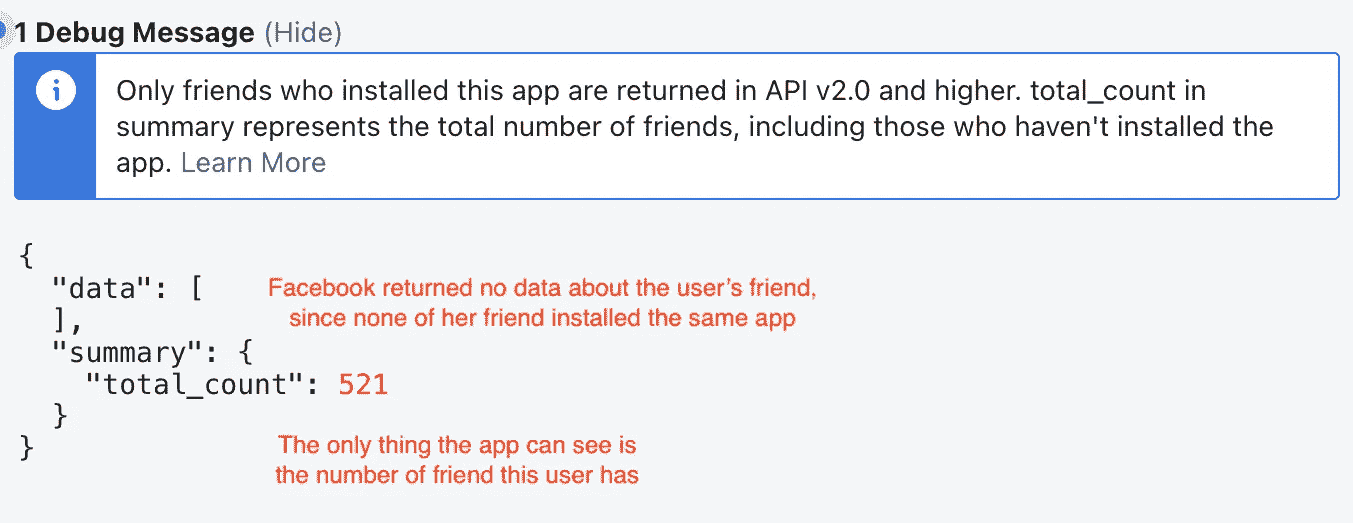 1 Debug Message (Hide)
i
Only friends who installed this app are returned in API v2.0 and higher. total_count in
summary represents the total number of friends, including those who haven't installed the
app. Learn More
{
"data": [
Facebook returned no data about the user's friend,
],
since none of her friend installed the same app
"summary": {
"total_count": 521
}
}
The only thing the app can see is
the number of friend this user has